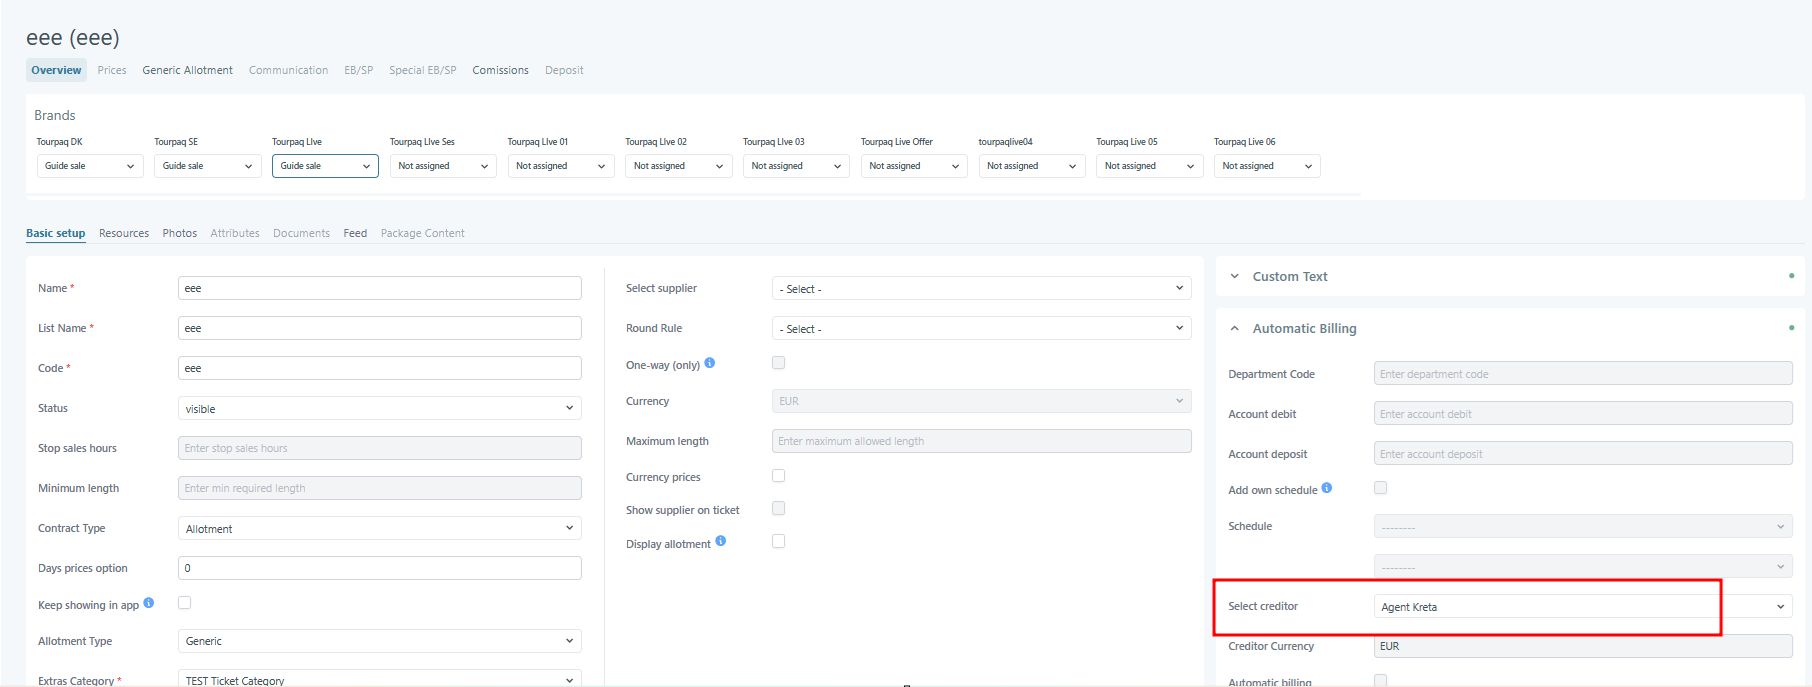 eee (eee)
Overview Prices Generic Allotment Communication EB/SP Special EB/SP Comissions Deposit
Brands
Tourpaq DK Tourpaq SE Tourpaq LIve Tourpaq LIve Ses Tourpaq LIve 01 Tourpaq LIve 02 Tourpaq LIve 03 Tourpaq Live Offer tourpaqlive04 Tourpaq Live 05 Tourpaq Live 06
Guide sale Guide sale Guide sale Not assigned Not assigned Not assigned Not assigned Not assigned Not assigned Not assigned Not assigned
Basic setup Resources Photos Attributes Documents Feed Package Content
Name * eee
List Name * eee
Code * eee
Status visible
Stop sales hours Enter stop sales hours
Minimum length Enter min required length
Contract Type Allotment
Days prices option 0
Keep showing in app
Allotment Type Generic
Extras Category * TEST Ticket Category
Select supplier - Select -
Round Rule - Select -
One-way (only)
Currency EUR
Maximum length Enter maximum allowed length
Currency prices
Show supplier on ticket
Display allotment
Custom Text
Automatic Billing
Department Code Enter department code
Account debit Enter account debit
Account deposit Enter account deposit
Add own schedule
Schedule --------
--------
Select creditor Agent Kreta
Creditor Currency EUR
Automatic billing